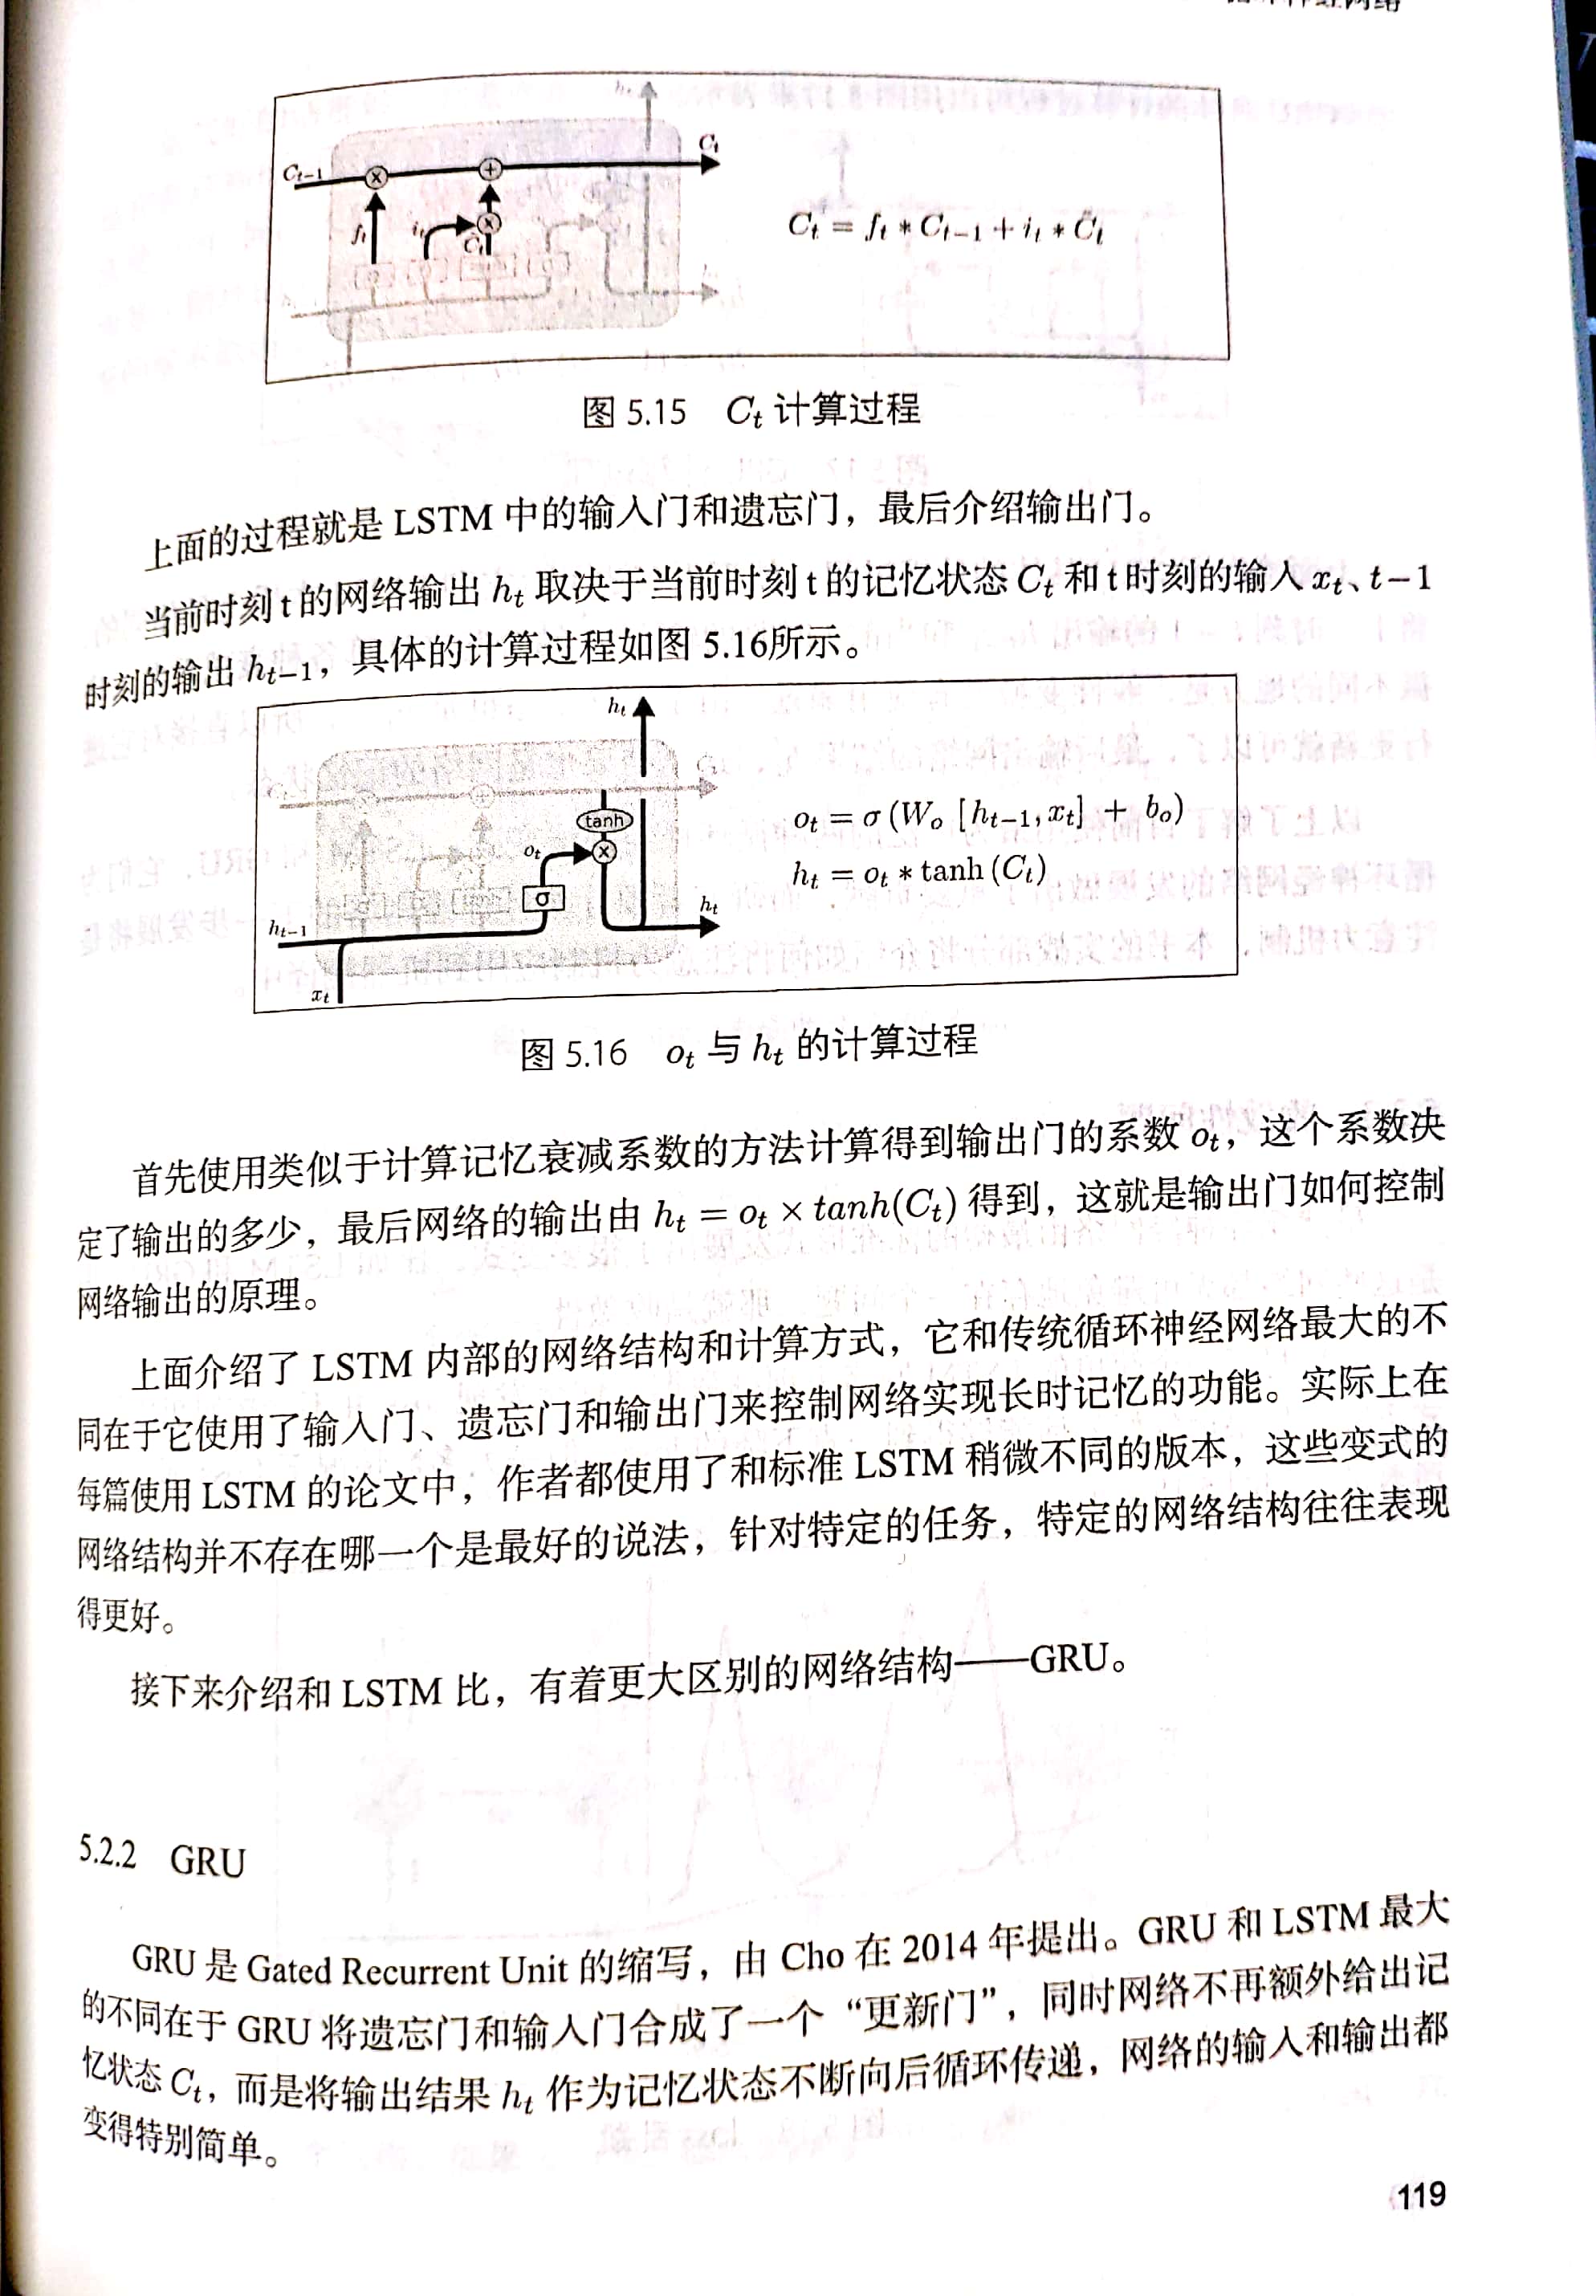 C_{t-1} C_t
f_t i_t C̃_t
C_t = f_t * C_{t-1} + i_t * C̃_t
图 5.15 C_t 计算过程
上面的过程就是 LSTM 中的输入门和遗忘门，最后介绍输出门。
当前时刻 t 的网络输出 h_t 取决于当前时刻 t 的记忆状态 C_t 和 t 时刻的输入 x_t、t-1
时刻的输出 h_{t-1}，具体的计算过程如图 5.16所示。
h_t
tanh
o_t
σ
h_{t-1} h_t
x_t
o_t = σ (W_o [h_{t-1}, x_t] + b_o)
h_t = o_t * tanh (C_t)
图 5.16 o_t 与 h_t 的计算过程
首先使用类似于计算记忆衰减系数的方法计算得到输出门的系数 o_t，这个系数决
定了输出的多少，最后网络的输出由 h_t = o_t × tanh(C_t) 得到，这就是输出门如何控制
网络输出的原理。
上面介绍了 LSTM 内部的网络结构和计算方式，它和传统循环神经网络最大的不
同在于它使用了输入门、遗忘门和输出门来控制网络实现长时记忆的功能。实际上在
每篇使用 LSTM 的论文中，作者都使用了和标准 LSTM 稍微不同的版本，这些变式的
网络结构并不存在哪一个是最好的说法，针对特定的任务，特定的网络结构往往表现
得更好。
接下来介绍和 LSTM 比，有着更大区别的网络结构——GRU。
5.2.2 GRU
GRU 是 Gated Recurrent Unit 的缩写，由 Cho 在 2014 年提出。GRU 和 LSTM 最大
的不同在于 GRU 将遗忘门和输入门合成了一个“更新门”，同时网络不再额外给出记
忆状态 C_t，而是将输出结果 h_t 作为记忆状态不断向后循环传递，网络的输入和输出都
变得特别简单。
119